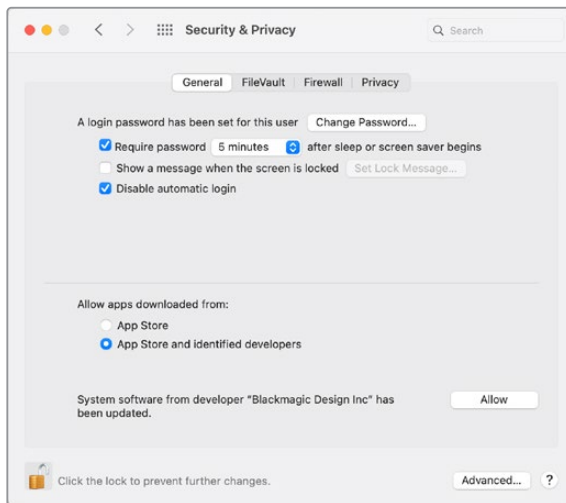 Security & Privacy
Search
General FileVault Firewall Privacy
A login password has been set for this user Change Password...
Require password 5 minutes after sleep or screen saver begins
Show a message when the screen is locked Set Lock Message...
Disable automatic login
Allow apps downloaded from:
App Store
App Store and identified developers
System software from developer "Blackmagic Design Inc" has Allow
been updated.
Click the lock to prevent further changes. Advanced... ?